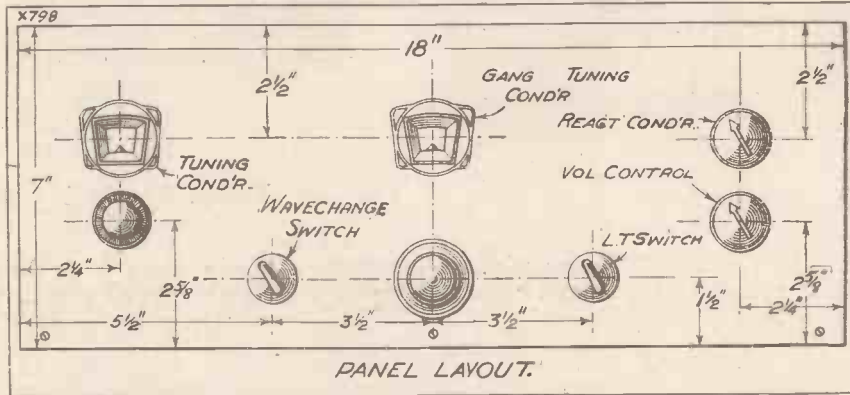 X798
18"
2½"
2½"
GANG TUNING
COND'R
REACT COND'R.
TUNING
COND'R.
7"
VOL CONTROL
WAVECHANGE
SWITCH
L.T SWITCH
2¼"
2⅝"
1½"
2⅝"
2¼"
5½"
3½"
3½"
PANEL LAYOUT.